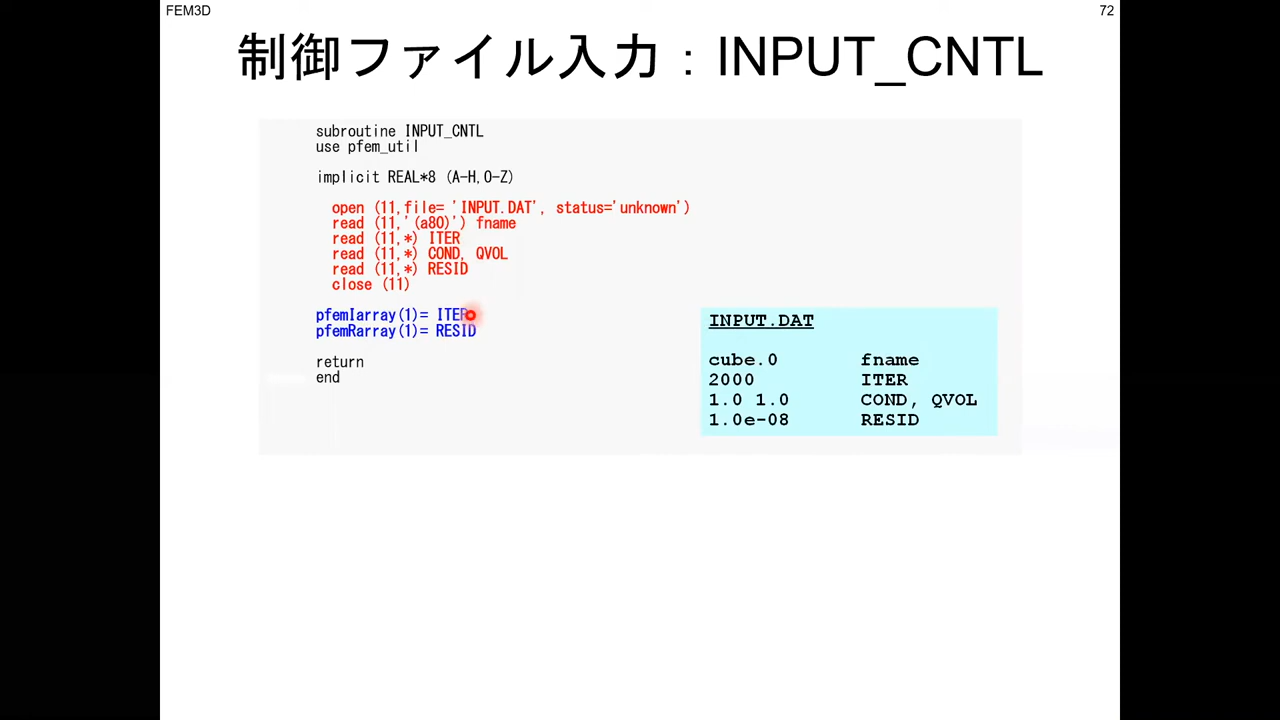 FEM3D
72
制御ファイル入力：INPUT_CNTL
subroutine INPUT_CNTL
use pfem_util
implicit REAL*8 (A-H,O-Z)
open (11,file= 'INPUT.DAT', status='unknown')
read (11,'(a80)') fname
read (11,*) ITER
read (11,*) COND, QVOL
read (11,*) RESID
close (11)
pfemIarray(1)= ITER
pfemRarray(1)= RESID
return
end
INPUT.DAT
cube.0 fname
2000 ITER
1.0 1.0 COND, QVOL
1.0e-08 RESID